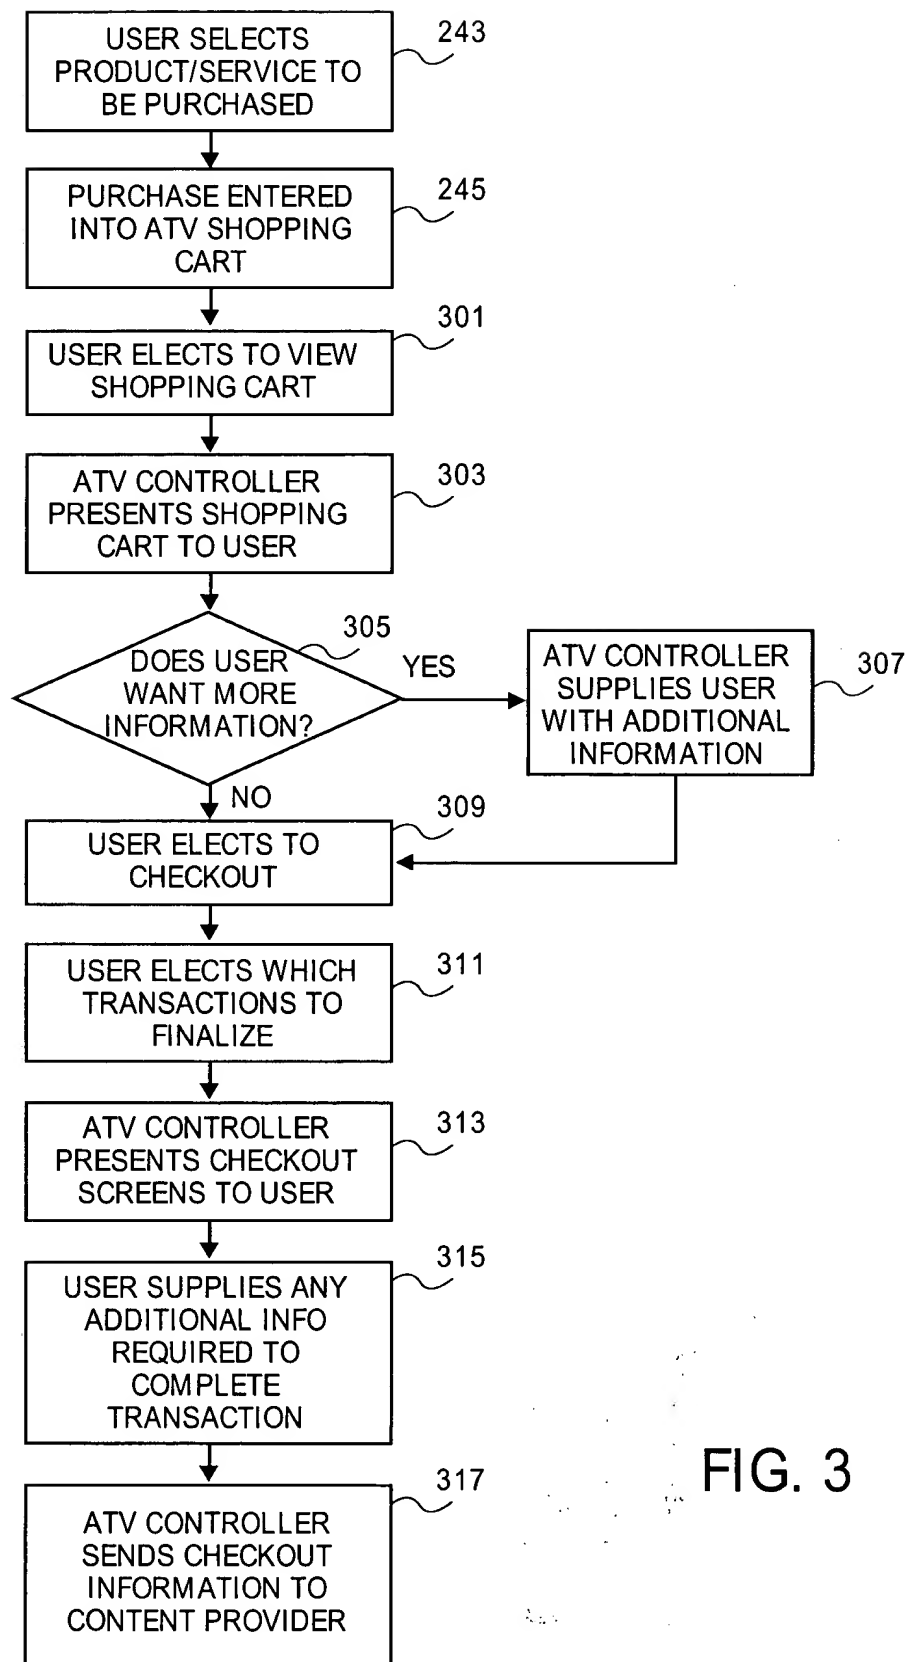 243
USER SELECTS
PRODUCT/SERVICE TO
BE PURCHASED
245
PURCHASE ENTERED
INTO ATV SHOPPING
CART
301
USER ELECTS TO VIEW
SHOPPING CART
303
ATV CONTROLLER
PRESENTS SHOPPING
CART TO USER
305
DOES USER
WANT MORE
INFORMATION?
YES
307
ATV CONTROLLER
SUPPLIES USER
WITH ADDITIONAL
INFORMATION
NO
309
USER ELECTS TO
CHECKOUT
311
USER ELECTS WHICH
TRANSACTIONS TO
FINALIZE
313
ATV CONTROLLER
PRESENTS CHECKOUT
SCREENS TO USER
315
USER SUPPLIES ANY
ADDITIONAL INFO
REQUIRED TO
COMPLETE
TRANSACTION
317
ATV CONTROLLER
SENDS CHECKOUT
INFORMATION TO
CONTENT PROVIDER
FIG. 3